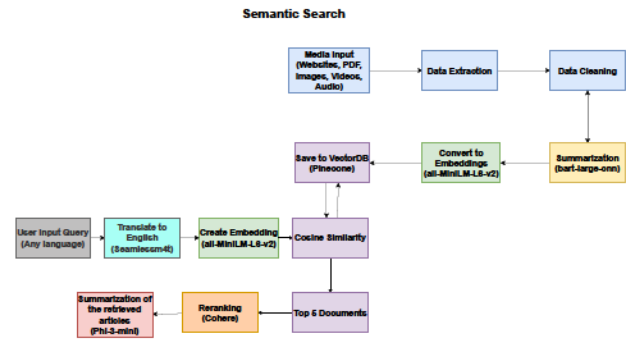 Semantic Search
Media Input
(Websites, PDF,
Images, Videos,
Audio)
Data Extraction
Data Cleaning
Save to VectorDB
(Pinecone)
Convert to
Embeddings
(all-MiniLM-L6-v2)
Summarization
(bart-large-cnn)
User Input Query
(Any language)
Translate to
English
(Seamlessm4t)
Create Embedding
(all-MiniLM-L6-v2)
Cosine Similarity
Summarization of
the retrieved
articles
(Phi-3-mini)
Reranking
(Cohere)
Top 5 Documents